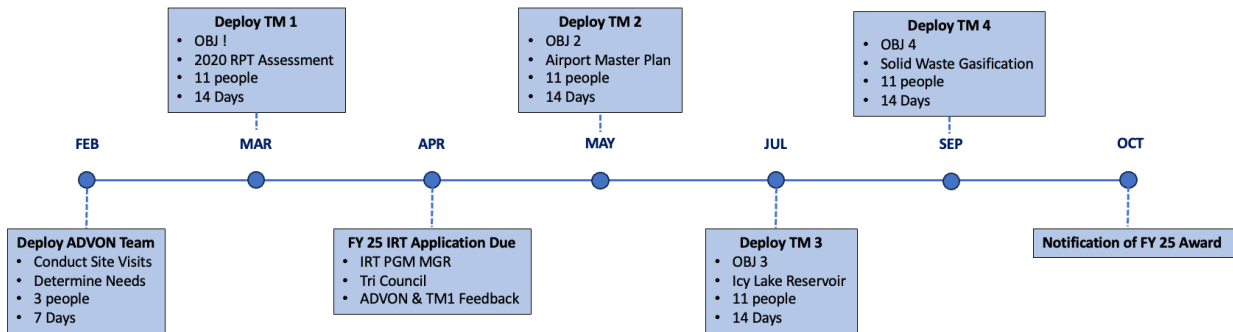 Deploy TM 1
• OBJ !
• 2020 RPT Assessment
• 11 people
• 14 Days
Deploy TM 2
• OBJ 2
• Airport Master Plan
• 11 people
• 14 Days
Deploy TM 4
• OBJ 4
• Solid Waste Gasification
• 11 people
• 14 Days
FEB
MAR
APR
MAY
JUL
SEP
OCT
Deploy ADVON Team
• Conduct Site Visits
• Determine Needs
• 3 people
• 7 Days
FY 25 IRT Application Due
• IRT PGM MGR
• Tri Council
• ADVON & TM1 Feedback
Deploy TM 3
• OBJ 3
• Icy Lake Reservoir
• 11 people
• 14 Days
Notification of FY 25 Award